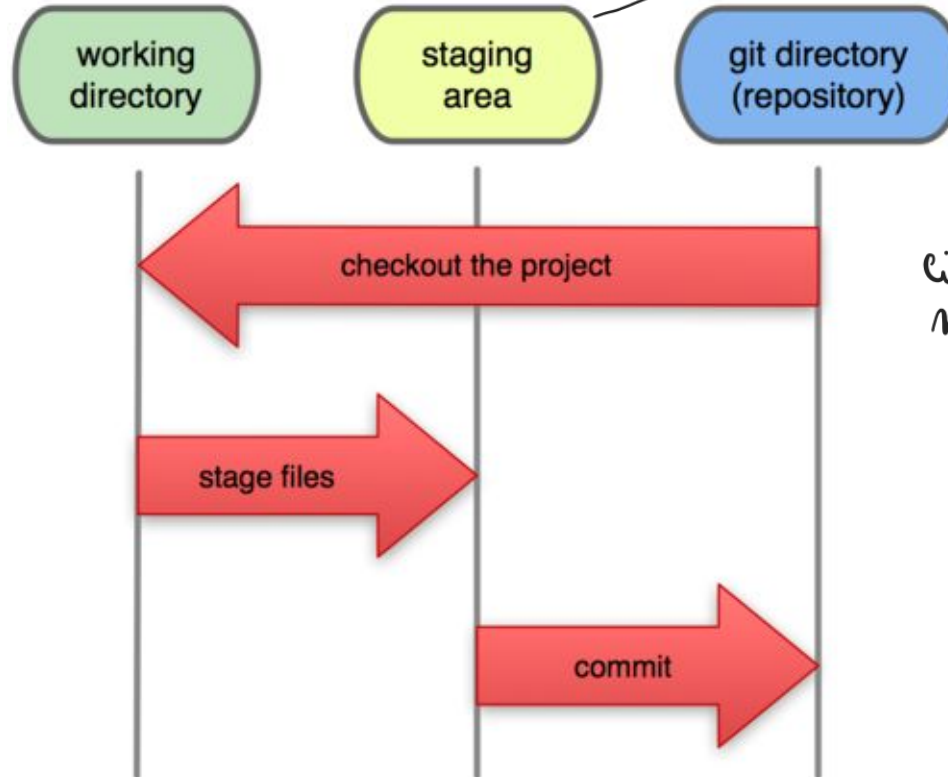 working
directory
staging
area
git directory
(repository)
checkout the project
stage files
commit